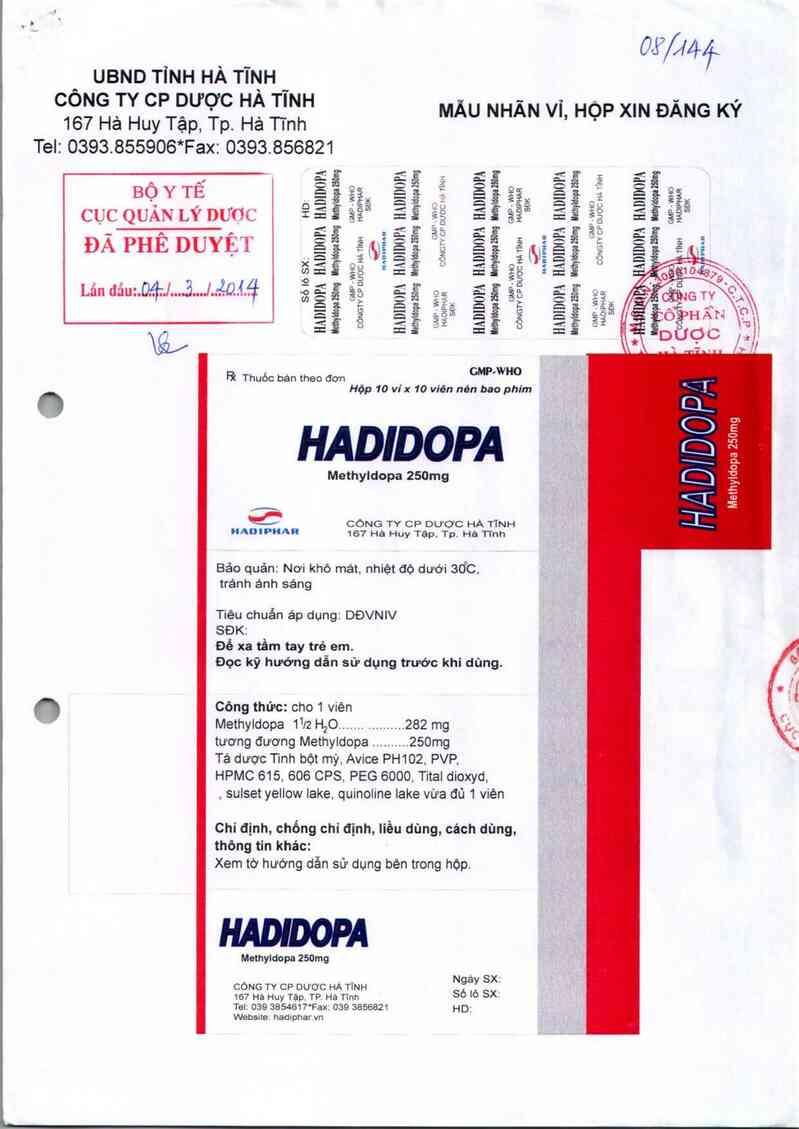 08/144
UBND TỈNH HÀ TĨNH
CÔNG TY CP DƯỢC HÀ TĨNH
167 Hà Huy Tập, Tp. Hà Tĩnh
Tel: 0393.855906*Fax: 0393.856821
MẪU NHÃN VỈ, HỘP XIN ĐĂNG KÝ
BỘ Y TẾ
CỤC QUẢN LÝ DƯỢC
ĐÃ PHÊ DUYỆT
Lần đầu:.04./....3..../..2014
Số lô SX: HD:
HADIDOPA HADIDOPA HADIDOPA
Methyldopa 250mg Methyldopa 250mg Methyldopa 250mg
GMP - WHO
CÔNG TY CP DƯỢC HÀ TĨNH
GMP - WHO
HADIPHAR
SĐK
HADIPHAR
CÔNG TY
CỔ PHẦN
DƯỢC
HÀ TĨNH
℞ Thuốc bán theo đơn
GMP-WHO
Hộp 10 vỉ x 10 viên nén bao phim
HADIDOPA
Methyldopa 250mg
HADIPHAR
CÔNG TY CP DƯỢC HÀ TĨNH
167 Hà Huy Tập, Tp. Hà Tĩnh
HADIDOPA
Methyldopa 250mg
Bảo quản: Nơi khô mát, nhiệt độ dưới 30°C,
tránh ánh sáng
Tiêu chuẩn áp dụng: DĐVNIV
SĐK:
Để xa tầm tay trẻ em.
Đọc kỹ hướng dẫn sử dụng trước khi dùng.
Công thức: cho 1 viên
Methyldopa 1½ H₂O....... ...........282 mg
tương đương Methyldopa ..........250mg
Tá dược Tinh bột mỳ, Avice PH102, PVP,
HPMC 615, 606 CPS, PEG 6000, Tital dioxyd,
, sulset yellow lake, quinoline lake vừa đủ 1 viên
Chỉ định, chống chỉ định, liều dùng, cách dùng,
thông tin khác:
Xem tờ hướng dẫn sử dụng bên trong hộp.
HADIDOPA
Methyldopa 250mg
CÔNG TY CP DƯỢC HÀ TĨNH
167 Hà Huy Tập, TP. Hà Tĩnh
Tel: 039 3854617*Fax: 039 3856821
Website: hadiphar.vn
Ngày SX:
Số lô SX:
HD: